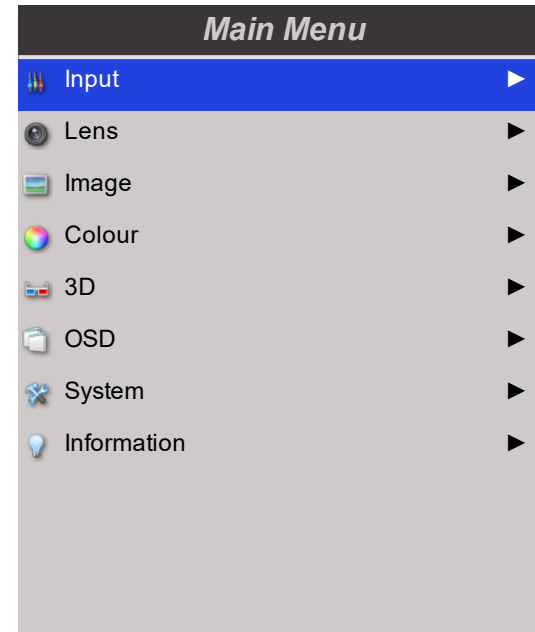 Main Menu
Input
Lens
Image
Colour
3D
OSD
System
Information